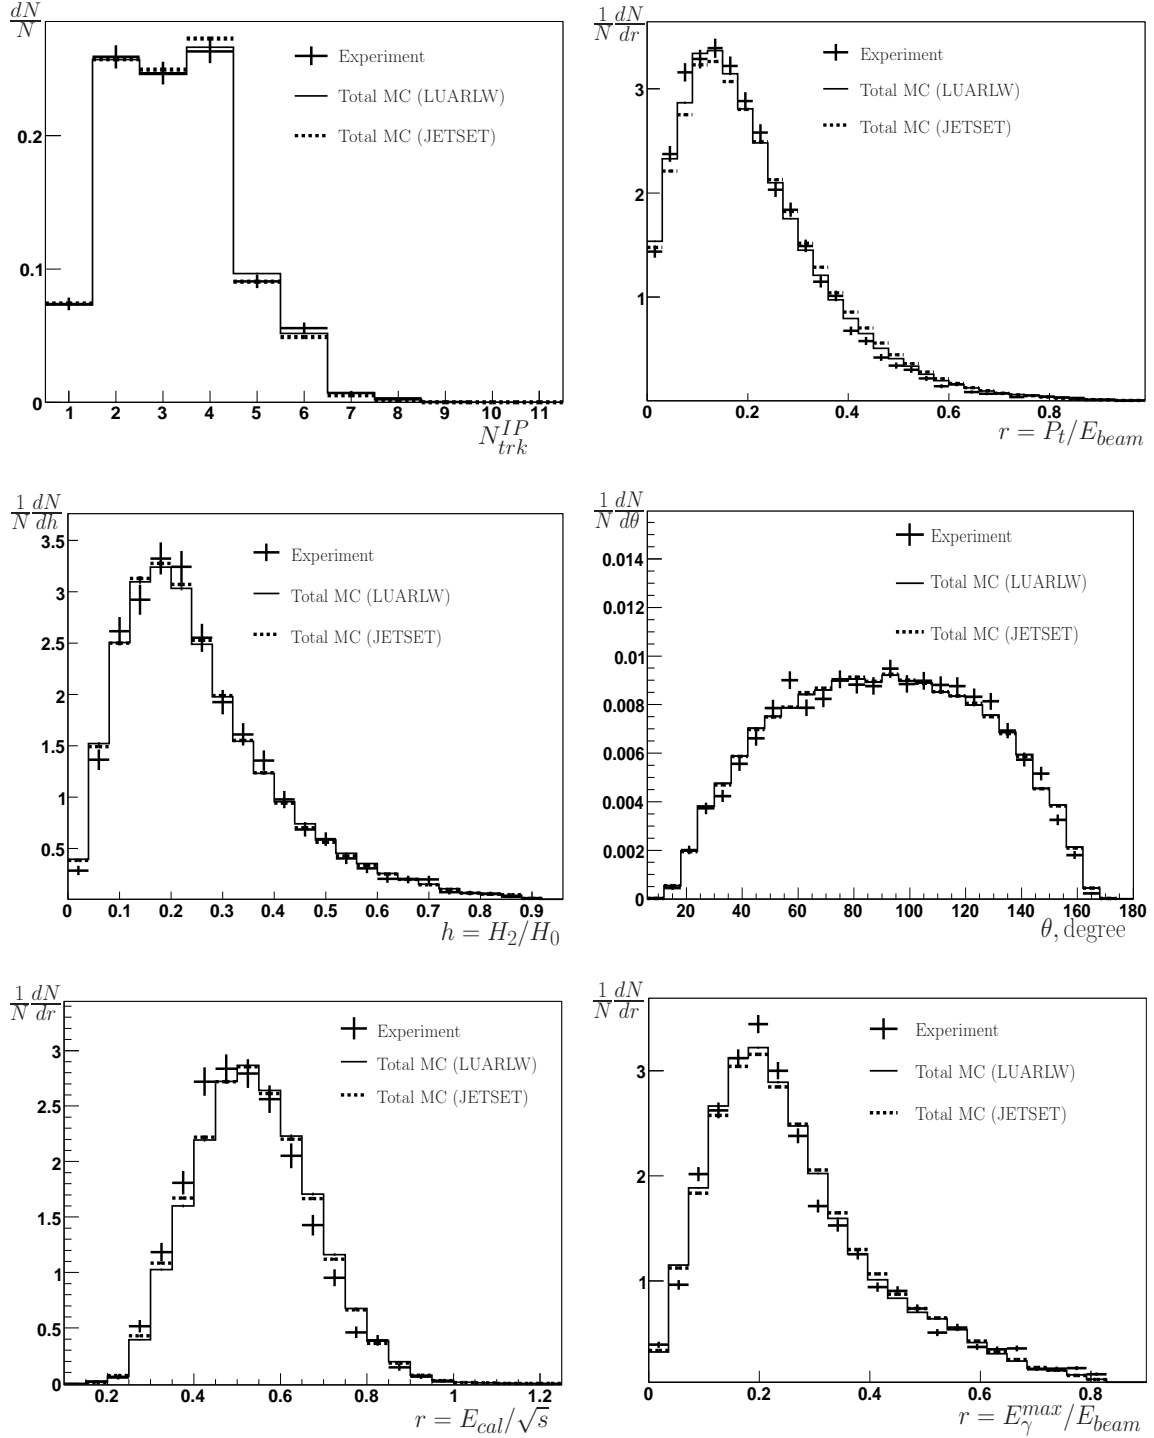 dN/N
Experiment
Total MC (LUARLW)
Total MC (JETSET)
0.2
0.1
0
1 2 3 4 5 6 7 8 9 10 11
N_{trk}^{IP}
1/N dN/dr
Experiment
Total MC (LUARLW)
Total MC (JETSET)
3
2
1
0 0.2 0.4 0.6 0.8
r = P_t/E_{beam}
1/N dN/dh
3.5
Experiment
3
Total MC (LUARLW)
Total MC (JETSET)
2.5
2
1.5
1
0.5
0 0.1 0.2 0.3 0.4 0.5 0.6 0.7 0.8 0.9
h = H_2/H_0
1/N dN/dθ
Experiment
0.014
Total MC (LUARLW)
0.012
Total MC (JETSET)
0.01
0.008
0.006
0.004
0.002
0
20 40 60 80 100 120 140 160 180
θ, degree
1/N dN/dr
Experiment
3
Total MC (LUARLW)
Total MC (JETSET)
2.5
2
1.5
1
0.5
0
0.2 0.4 0.6 0.8 1 1.2
r = E_{cal}/√s
1/N dN/dr
Experiment
3
Total MC (LUARLW)
Total MC (JETSET)
2
1
0 0.2 0.4 0.6 0.8
r = E_γ^{max}/E_{beam}